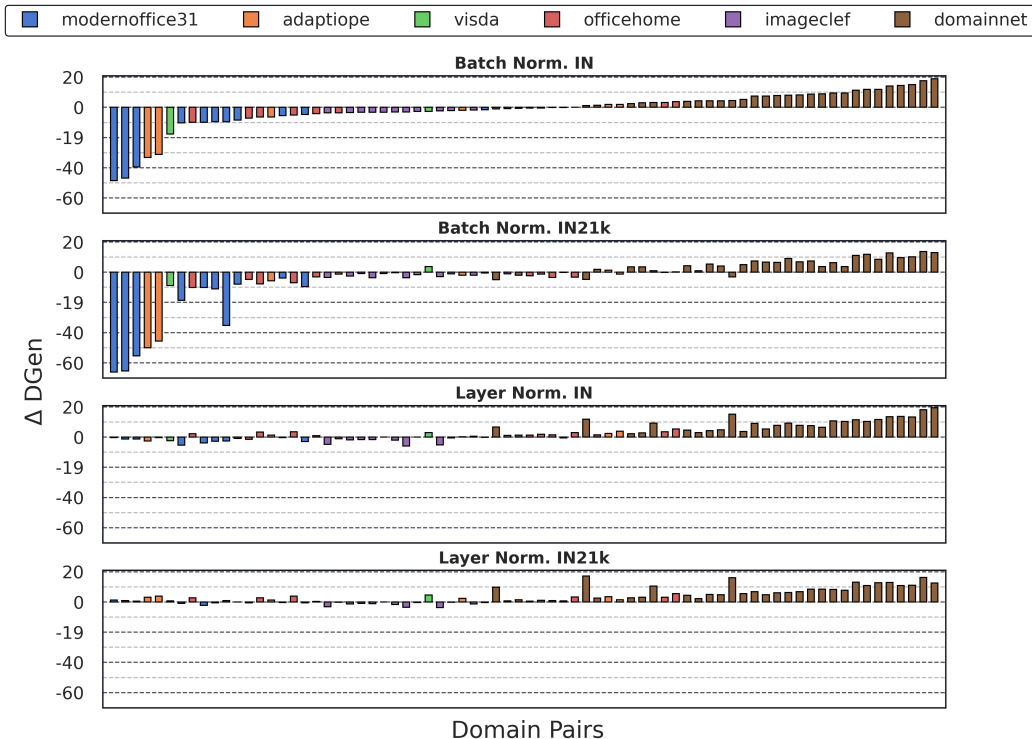 modernoffice31 adaptiope visda officehome imageclef domainnet
Batch Norm. IN
20
0
-19
-40
-60
Batch Norm. IN21k
20
0
-19
-40
-60
Layer Norm. IN
20
0
-19
-40
-60
Layer Norm. IN21k
20
0
-19
-40
-60
Δ DGen
Domain Pairs